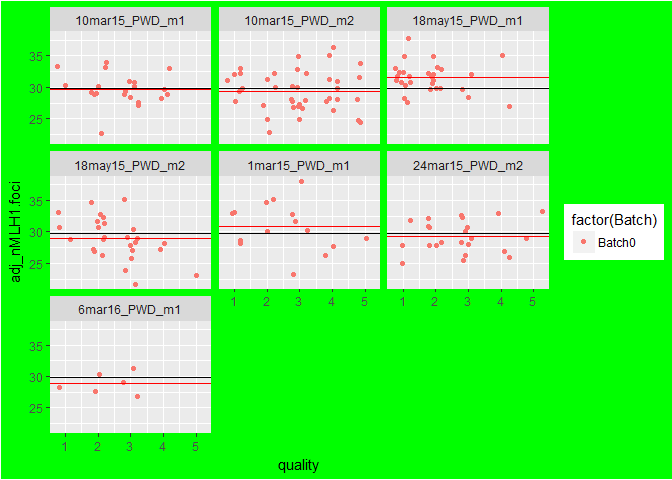 10mar15_PWD_m1 10mar15_PWD_m2 18may15_PWD_m1
35
30
25
18may15_PWD_m2 1mar15_PWD_m1 24mar15_PWD_m2
35
30
25
1 2 3 4 5 1 2 3 4 5
6mar16_PWD_m1
35
30
25
1 2 3 4 5
adj_nMLH1.foci
quality
factor(Batch)
Batch0